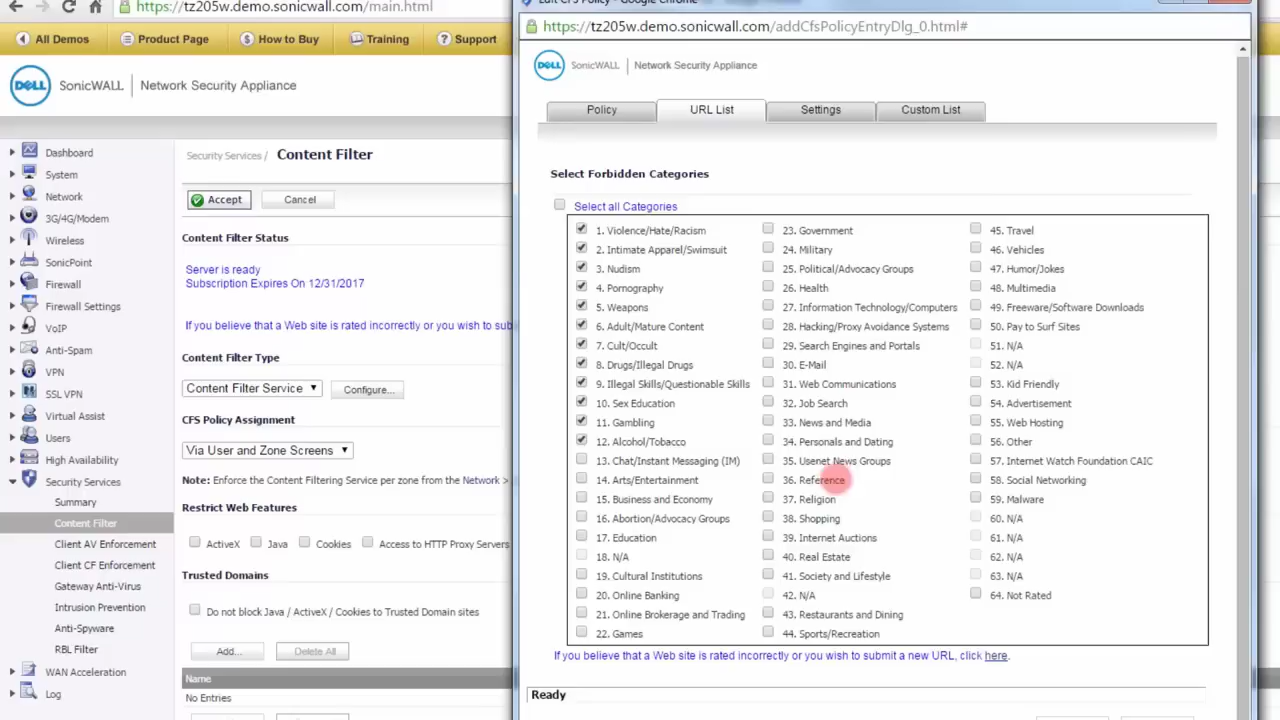 Edit CFS Policy - Google Chrome
https://tz205w.demo.sonicwall.com/main.html
https://tz205w.demo.sonicwall.com/addCfsPolicyEntryDlg_0.html#
All Demos
Product Page
How to Buy
Training
Support
DELL SonicWALL | Network Security Appliance
DELL SonicWALL | Network Security Appliance
Policy
URL List
Settings
Custom List
Dashboard
System
Network
3G/4G/Modem
Wireless
SonicPoint
Firewall
Firewall Settings
VoIP
Anti-Spam
VPN
SSL VPN
Virtual Assist
Users
High Availability
Security Services
Summary
Content Filter
Client AV Enforcement
Client CF Enforcement
Gateway Anti-Virus
Intrusion Prevention
Anti-Spyware
RBL Filter
WAN Acceleration
Log
Security Services / Content Filter
Accept
Cancel
Content Filter Status
Server is ready
Subscription Expires On 12/31/2017
If you believe that a Web site is rated incorrectly or you wish to sub
Content Filter Type
Content Filter Service
Configure...
CFS Policy Assignment
Via User and Zone Screens
Note: Enforce the Content Filtering Service per zone from the Network >
Restrict Web Features
ActiveX
Java
Cookies
Access to HTTP Proxy Servers
Trusted Domains
Do not block Java / ActiveX / Cookies to Trusted Domain sites
Add...
Delete All
Name
No Entries
Select Forbidden Categories
Select all Categories
1. Violence/Hate/Racism
2. Intimate Apparel/Swimsuit
3. Nudism
4. Pornography
5. Weapons
6. Adult/Mature Content
7. Cult/Occult
8. Drugs/Illegal Drugs
9. Illegal Skills/Questionable Skills
10. Sex Education
11. Gambling
12. Alcohol/Tobacco
13. Chat/Instant Messaging (IM)
14. Arts/Entertainment
15. Business and Economy
16. Abortion/Advocacy Groups
17. Education
18. N/A
19. Cultural Institutions
20. Online Banking
21. Online Brokerage and Trading
22. Games
23. Government
24. Military
25. Political/Advocacy Groups
26. Health
27. Information Technology/Computers
28. Hacking/Proxy Avoidance Systems
29. Search Engines and Portals
30. E-Mail
31. Web Communications
32. Job Search
33. News and Media
34. Personals and Dating
35. Usenet News Groups
36. Reference
37. Religion
38. Shopping
39. Internet Auctions
40. Real Estate
41. Society and Lifestyle
42. N/A
43. Restaurants and Dining
44. Sports/Recreation
45. Travel
46. Vehicles
47. Humor/Jokes
48. Multimedia
49. Freeware/Software Downloads
50. Pay to Surf Sites
51. N/A
52. N/A
53. Kid Friendly
54. Advertisement
55. Web Hosting
56. Other
57. Internet Watch Foundation CAIC
58. Social Networking
59. Malware
60. N/A
61. N/A
62. N/A
63. N/A
64. Not Rated
If you believe that a Web site is rated incorrectly or you wish to submit a new URL, click here.
Ready